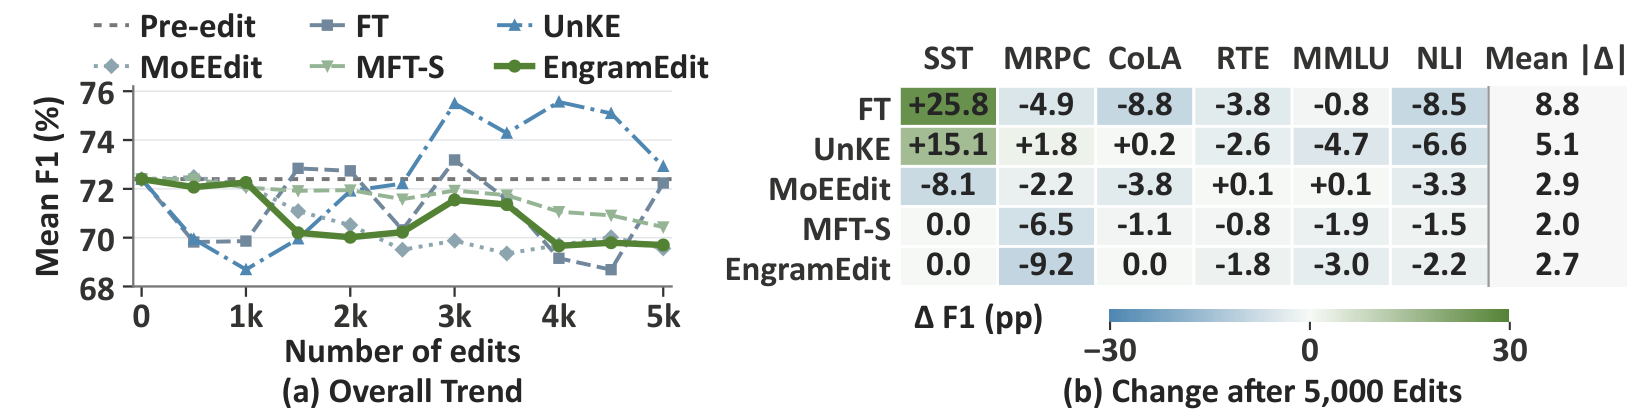 Pre-edit FT UnKE
MoEEdit MFT-S EngramEdit
Mean F1 (%)
76
74
72
70
68
0 1k 2k 3k 4k 5k
Number of edits
(a) Overall Trend
SST MRPC CoLA RTE MMLU NLI Mean |Δ|
FT +25.8 -4.9 -8.8 -3.8 -0.8 -8.5 8.8
UnKE +15.1 +1.8 +0.2 -2.6 -4.7 -6.6 5.1
MoEEdit -8.1 -2.2 -3.8 +0.1 +0.1 -3.3 2.9
MFT-S 0.0 -6.5 -1.1 -0.8 -1.9 -1.5 2.0
EngramEdit 0.0 -9.2 0.0 -1.8 -3.0 -2.2 2.7
Δ F1 (pp)
−30 0 30
(b) Change after 5,000 Edits